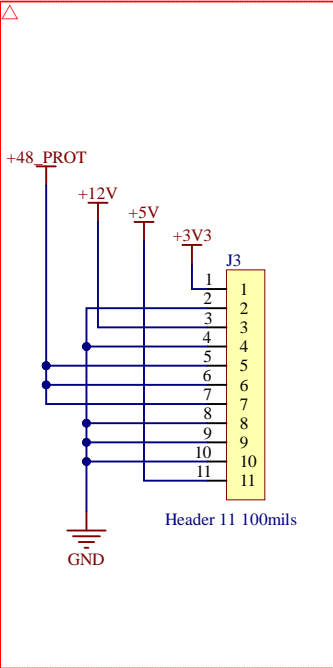 +48_PROT
+12V
+5V
+3V3
J3
1 1
2 2
3 3
4 4
5 5
6 6
7 7
8 8
9 9
10 10
11 11
Header 11 100mils
GND